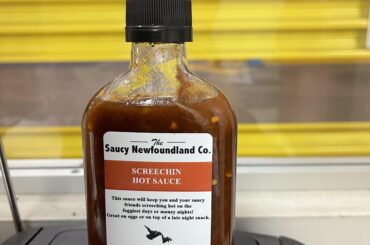 The
Saucy Newfoundland Co.
SCREECHIN
HOT SAUCE
This sauce will keep you and your saucy
friends screeching hot on the
foggiest days or mauzy nights!
Great on eggs or on top of a late night snack.